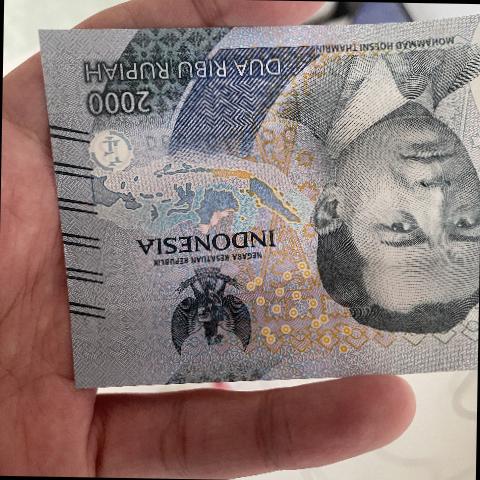 NEGARA KESATUAN REPUBLIK
INDONESIA
2000
DUA RIBU RUPIAH
MOHAMMAD HOESNI THAMRIN